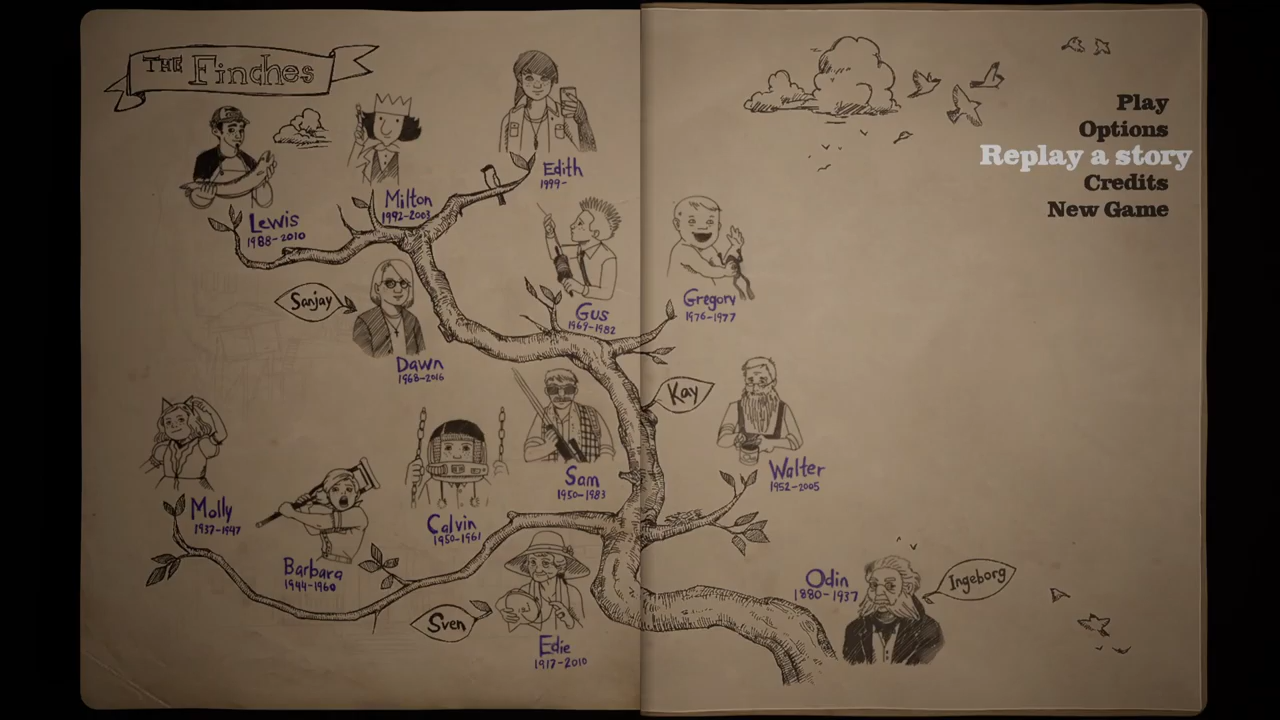 THE Finches
Edith
1999-
Milton
1992-2003
Lewis
1988-2010
Sanjay
Gus
1969-1982
Gregory
1976-1977
Dawn
1968-2016
Kay
Sam
1950-1983
Walter
1952-2005
Molly
1937-1947
Calvin
1950-1961
Barbara
1944-1960
Sven
Edie
1917-2010
Odin
1880-1937
Ingeborg
Play
Options
Replay a story
Credits
New Game